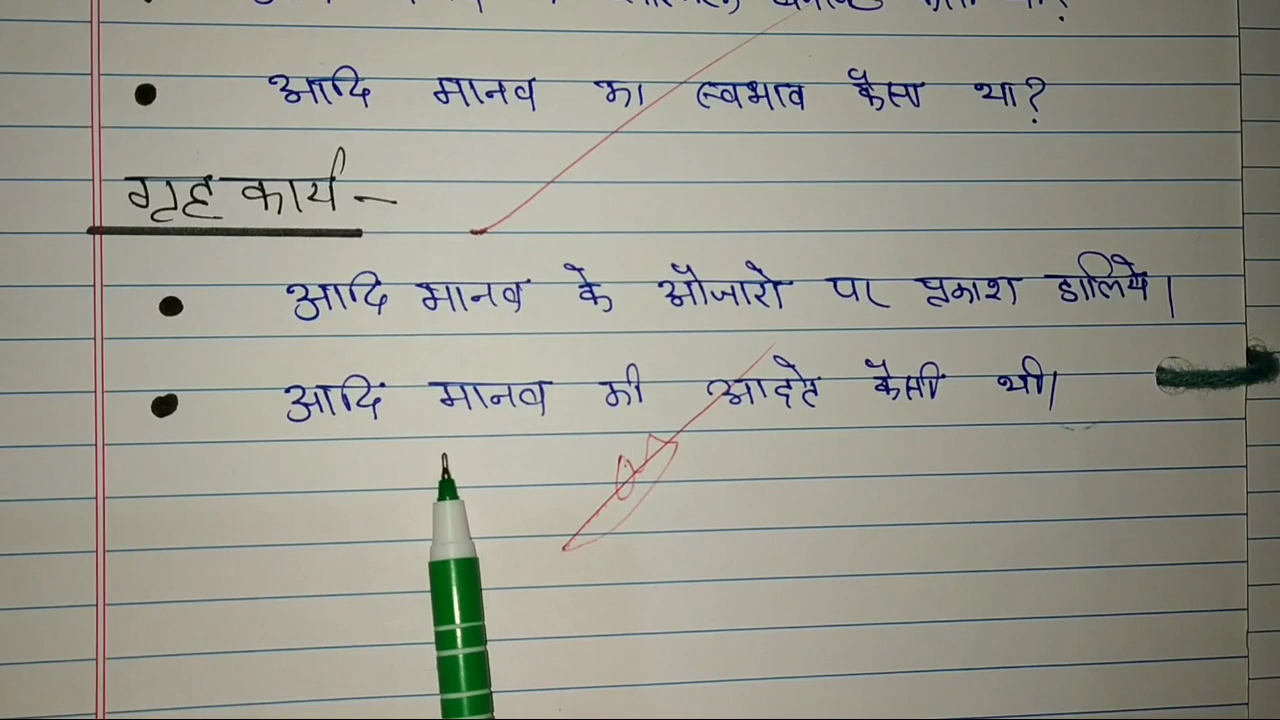 • आदि मानव का स्वभाव कैसा था?
गृह कार्य -
• आदि मानव के औजारो पर प्रकाश डालिये।
• आदि मानव की आदते कैसी थी।